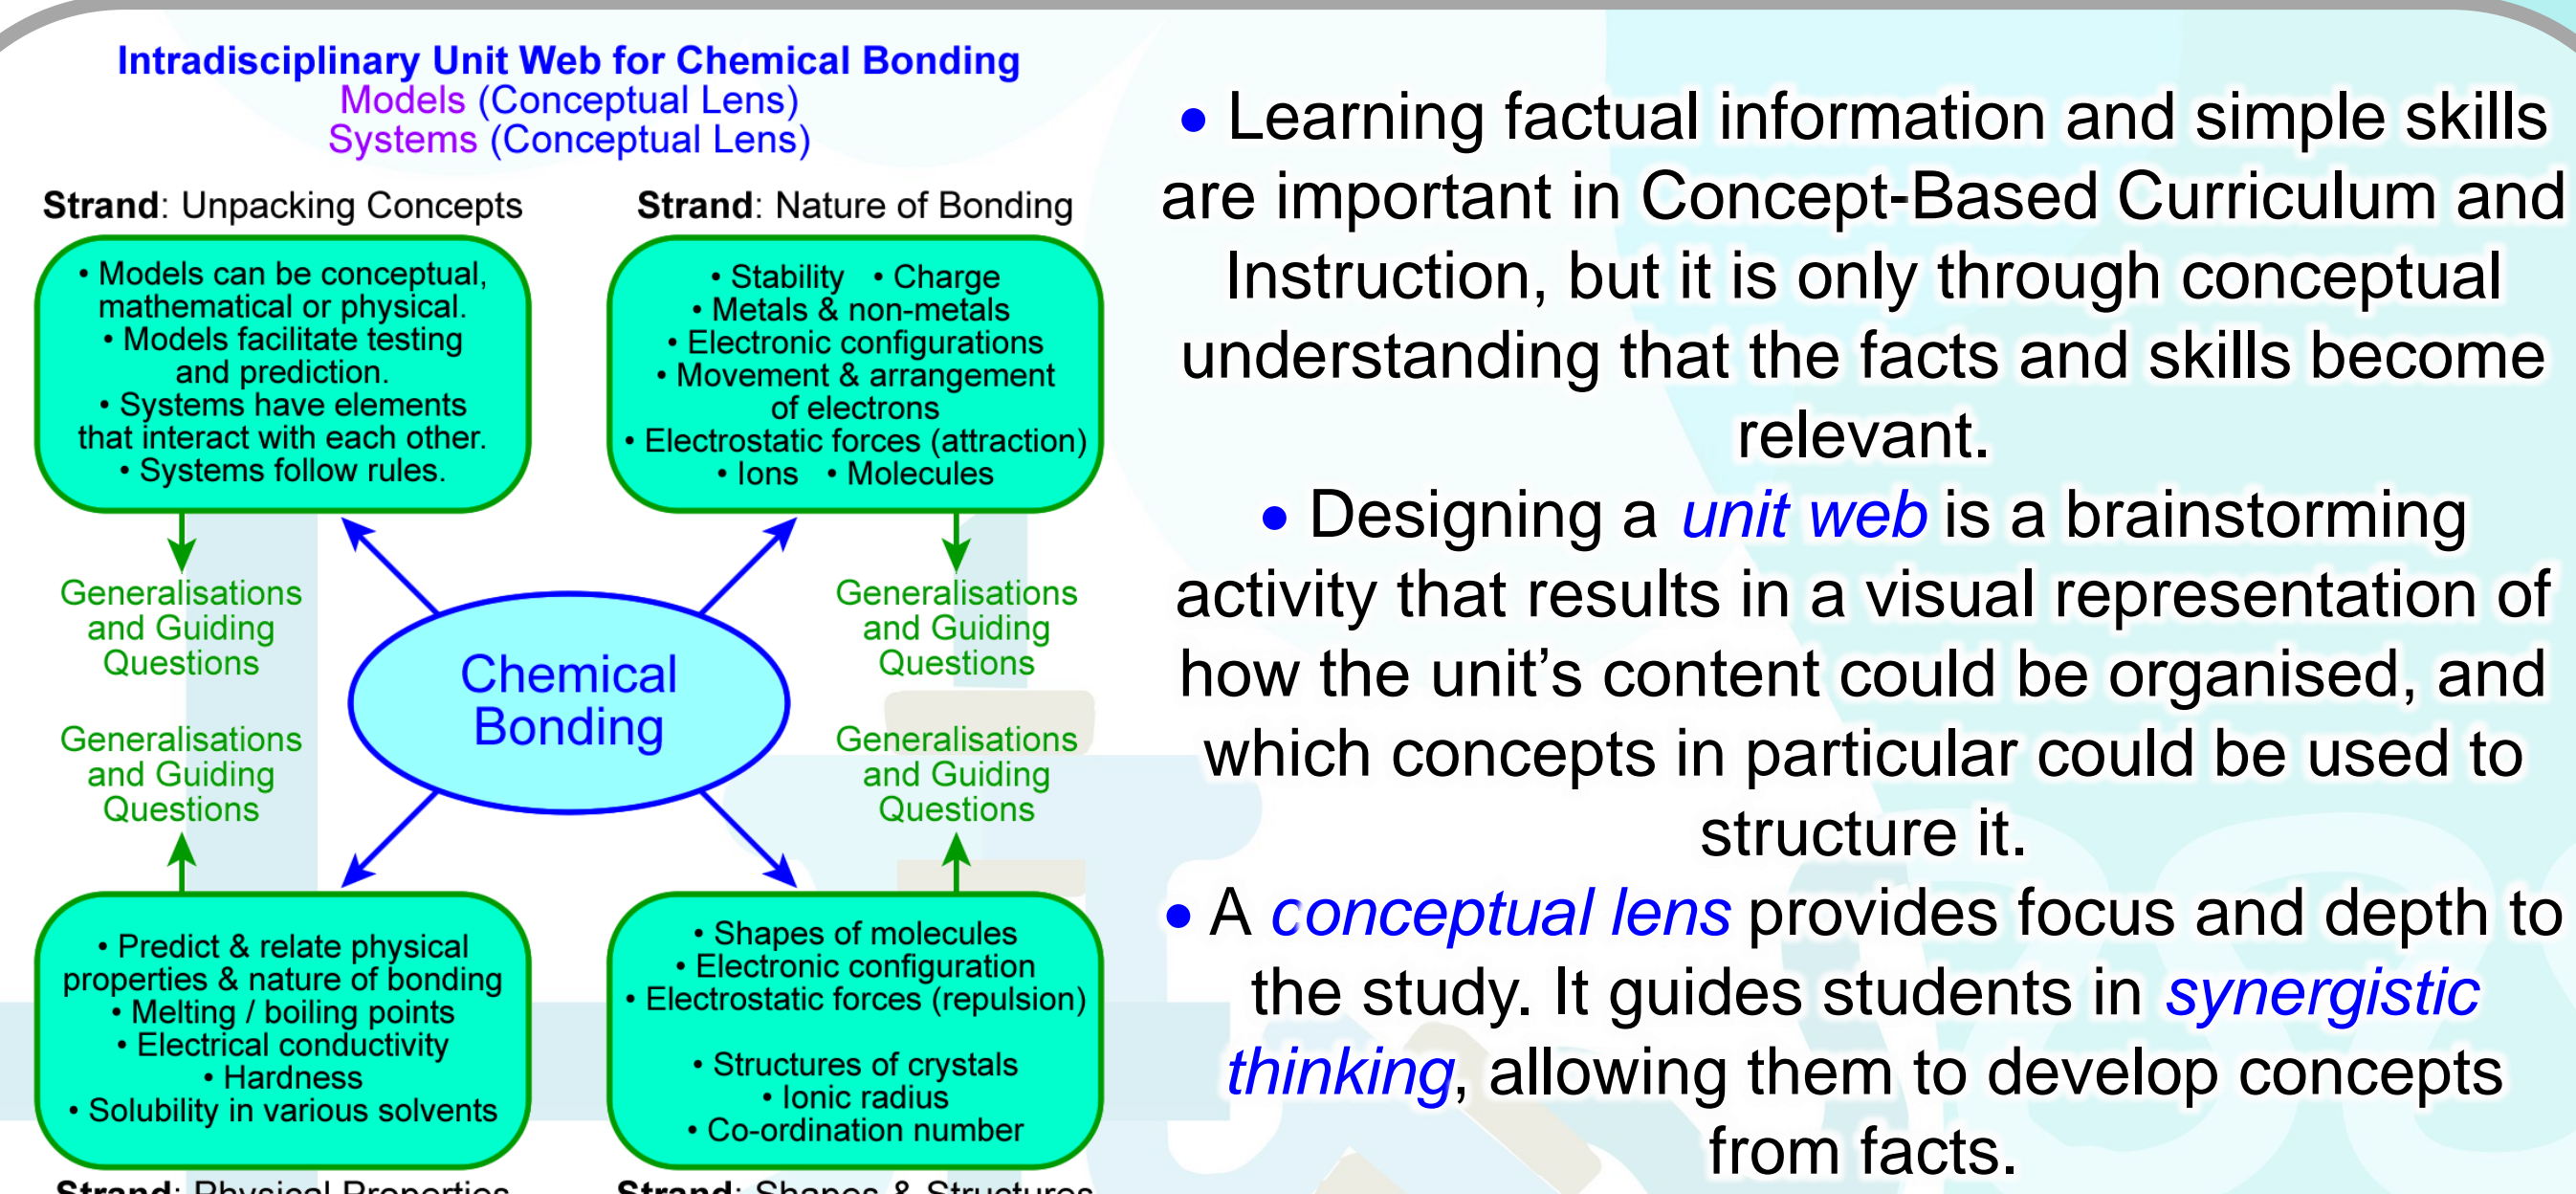 Intradisciplinary Unit Web for Chemical Bonding
Models (Conceptual Lens)
Systems (Conceptual Lens)
Strand: Unpacking Concepts
• Models can be conceptual,
mathematical or physical.
• Models facilitate testing
and prediction.
• Systems have elements
that interact with each other.
• Systems follow rules.
Strand: Nature of Bonding
• Stability • Charge
• Metals & non-metals
• Electronic configurations
• Movement & arrangement
of electrons
• Electrostatic forces (attraction)
• Ions • Molecules
Generalisations
and Guiding
Questions
Generalisations
and Guiding
Questions
Chemical
Bonding
Generalisations
and Guiding
Questions
Generalisations
and Guiding
Questions
• Predict & relate physical
properties & nature of bonding
• Melting / boiling points
• Electrical conductivity
• Hardness
• Solubility in various solvents
Strand: Physical Properties
• Shapes of molecules
• Electronic configuration
• Electrostatic forces (repulsion)
• Structures of crystals
• Ionic radius
• Co-ordination number
Strand: Shapes & Structures
• Learning factual information and simple skills
are important in Concept-Based Curriculum and
Instruction, but it is only through conceptual
understanding that the facts and skills become
relevant.
• Designing a unit web is a brainstorming
activity that results in a visual representation of
how the unit’s content could be organised, and
which concepts in particular could be used to
structure it.
• A conceptual lens provides focus and depth to
the study. It guides students in synergistic
thinking, allowing them to develop concepts
from facts.